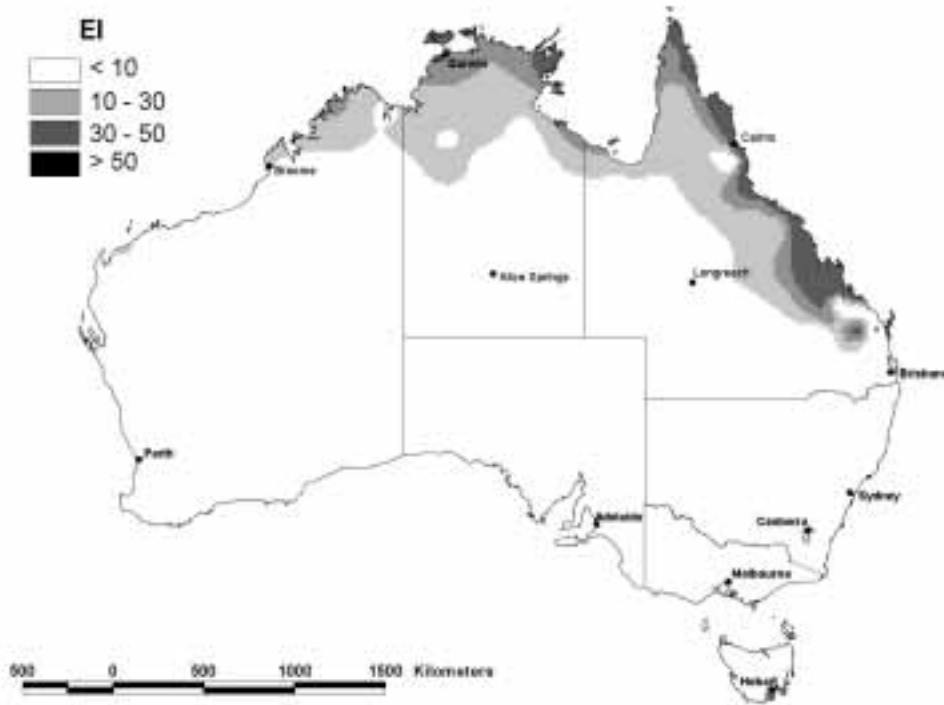 EI
< 10
10 - 30
30 - 50
> 50
Darwin
Cairns
Broome
Alice Springs
Longreach
Brisbane
Perth
Sydney
Adelaide
Canberra
Melbourne
Hobart
500 0 500 1000 1500 Kilometers